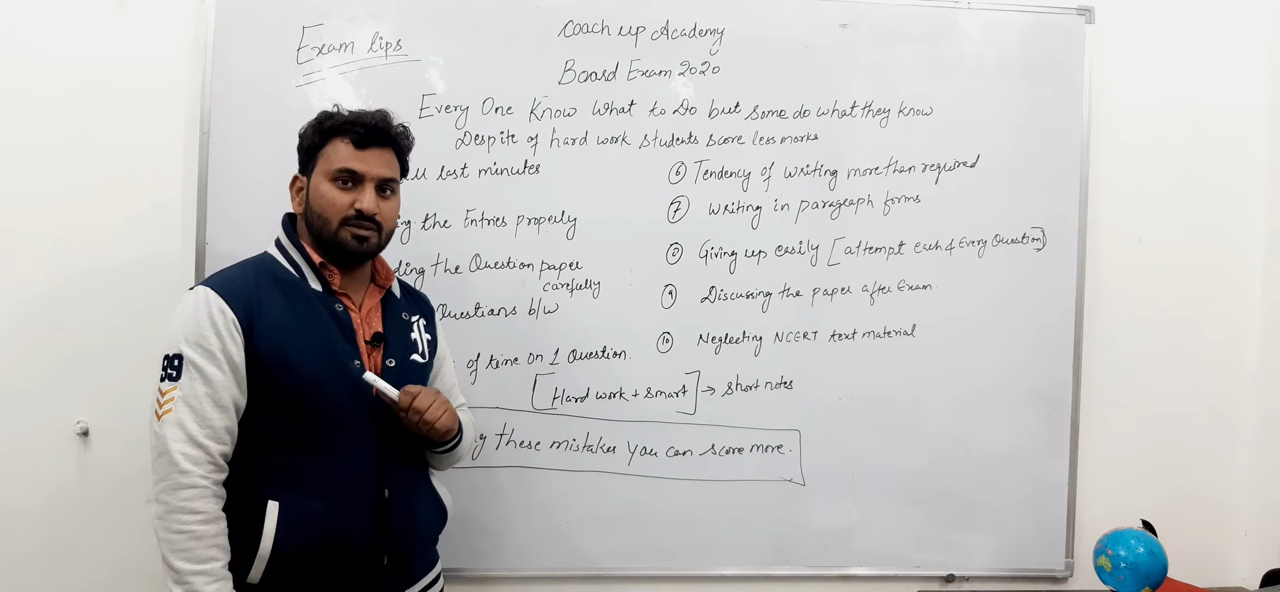 Exam Tips
Coach up Academy
Board Exam 2020
Every One Know What to Do but some do what they know
Despite of hard work students score less marks
last minutes
the Entries properly
the Question paper
carefully
Questions b/w
of time on 1 Question.
⑥ Tendency of writing more than required
⑦ Writing in paragraph forms
⑧ Giving up easily [attempt each & Every Question]
⑨ Discussing the paper after Exam.
⑩ Neglecting NCERT text material
[Hard work + smart] → short notes
these mistakes you can score more.
99